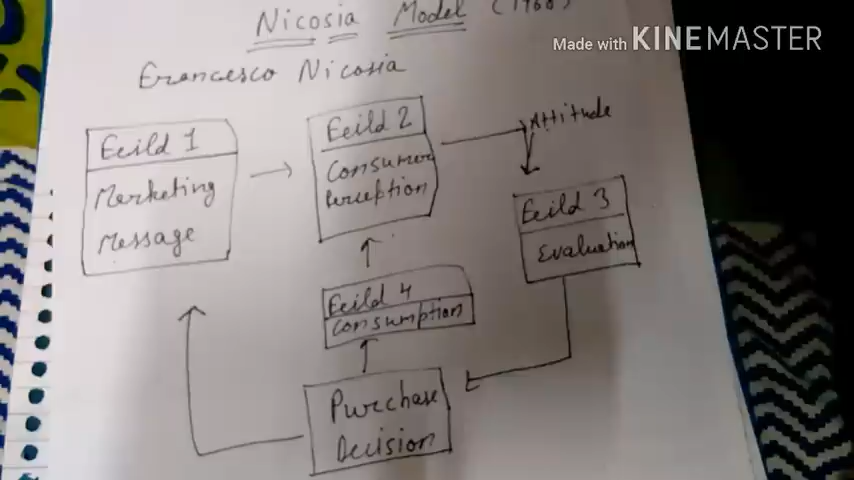 Nicosia Model (1966)
Made with KINEMASTER
Francesco Nicosia
Feild 1
Marketing
Message
Feild 2
Consumer
Perception
Attitude
Feild 3
Evaluation
Feild 4
Consumption
Purchase
Decision